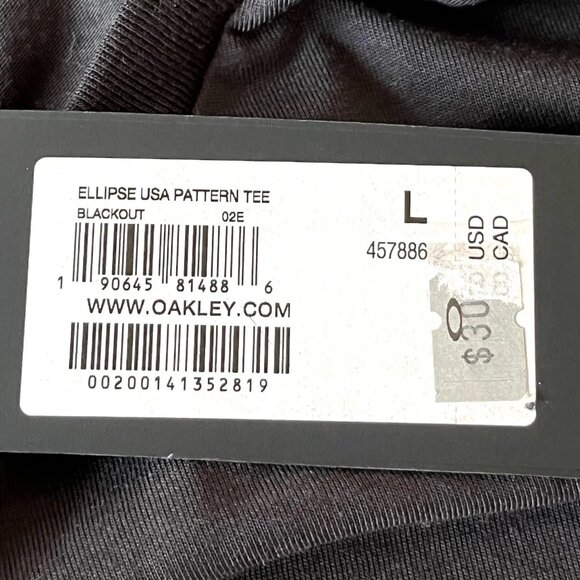 ELLIPSE USA PATTERN TEE
BLACKOUT 02E
1 90645 81488 6
WWW.OAKLEY.COM
00200141352819
L
457886
USD
CAD
$30